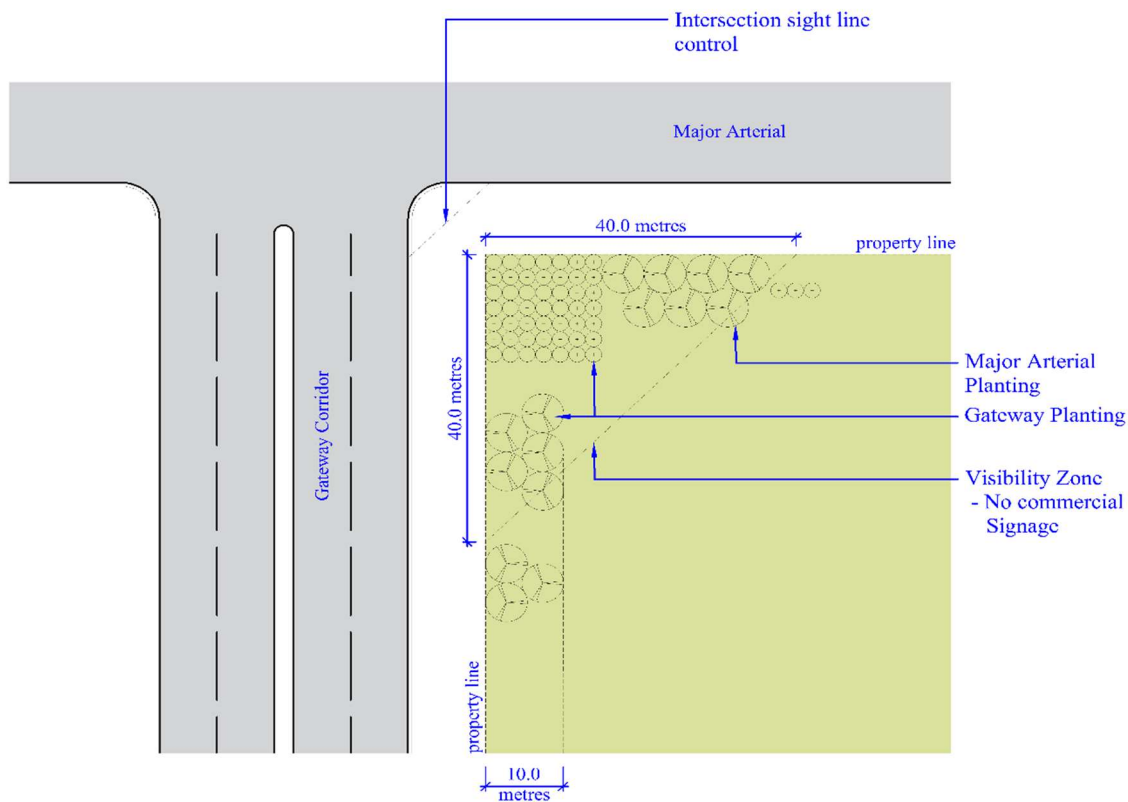 Intersection sight line
control
Major Arterial
40.0 metres
property line
40.0 metres
Gateway Corridor
Major Arterial
Planting
Gateway Planting
Visibility Zone
- No commercial
Signage
property line
10.0
metres